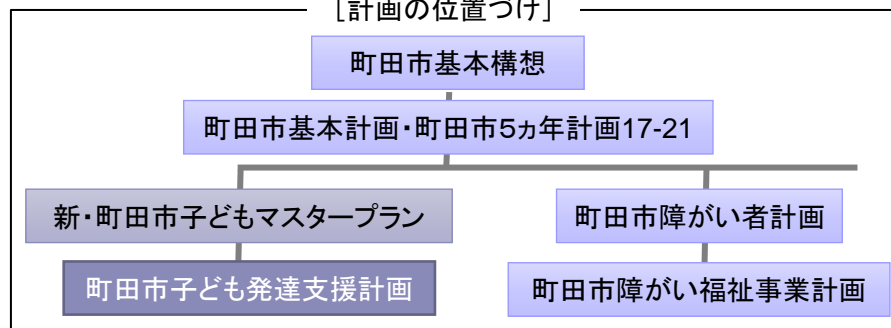 [計画の位置づけ]
町田市基本構想
町田市基本計画・町田市5ヵ年計画17-21
新・町田市子どもマスタープラン
町田市障がい者計画
町田市子ども発達支援計画
町田市障がい福祉事業計画